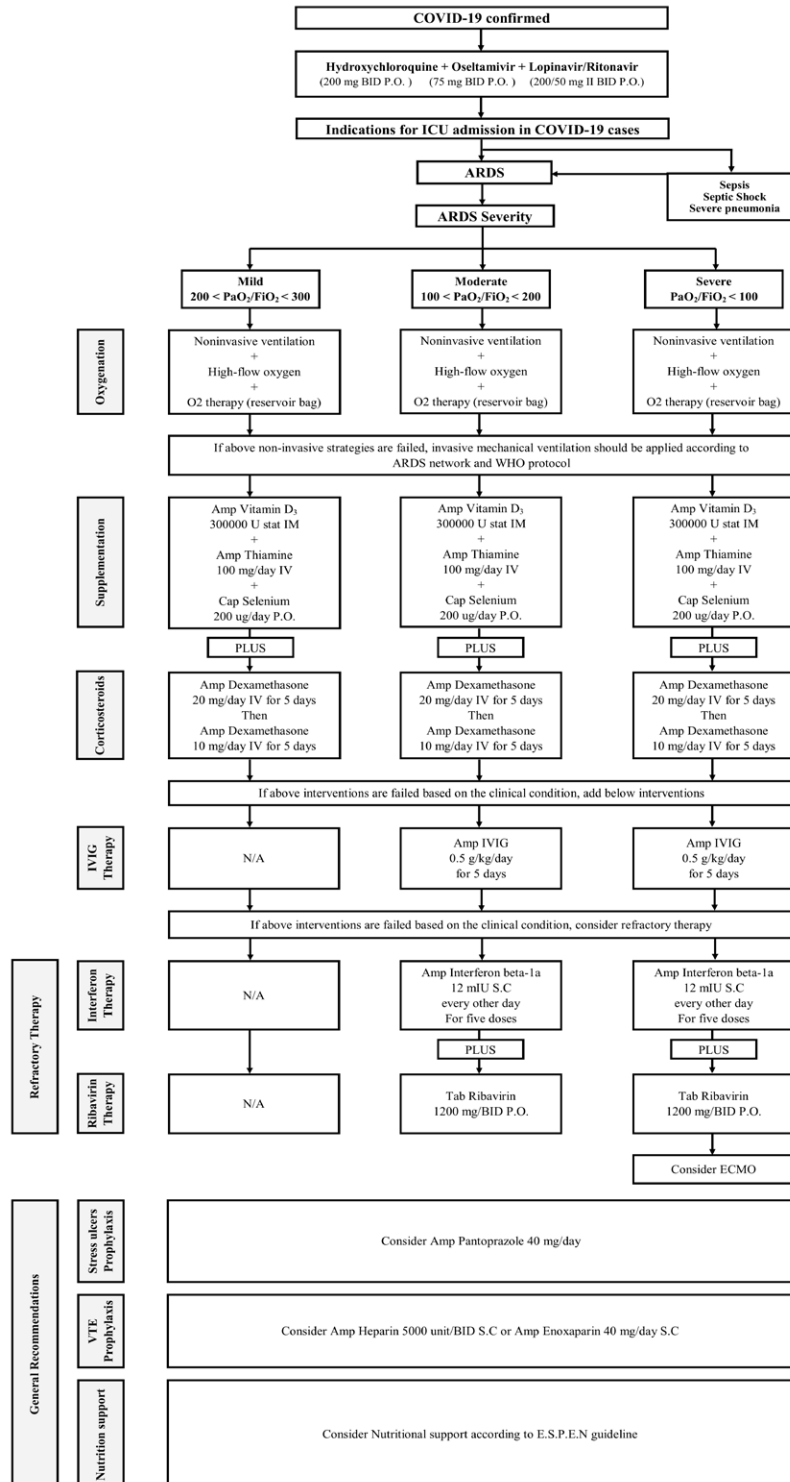 COVID-19 confirmed
Hydroxychloroquine + Oseltamivir + Lopinavir/Ritonavir
(200 mg BID P.O. ) (75 mg BID P.O.) (200/50 mg II BID P.O.)
Indications for ICU admission in COVID-19 cases
ARDS
Sepsis
Septic Shock
Severe pneumonia
ARDS Severity
Mild
200 < PaO₂/FiO₂ < 300
Moderate
100 < PaO₂/FiO₂ < 200
Severe
PaO₂/FiO₂ < 100
Oxygenation
Noninvasive ventilation
+
High-flow oxygen
+
O2 therapy (reservoir bag)
Noninvasive ventilation
+
High-flow oxygen
+
O2 therapy (reservoir bag)
Noninvasive ventilation
+
High-flow oxygen
+
O2 therapy (reservoir bag)
If above non-invasive strategies are failed, invasive mechanical ventilation should be applied according to
ARDS network and WHO protocol
Supplementation
Amp Vitamin D₃
300000 U stat IM
+
Amp Thiamine
100 mg/day IV
+
Cap Selenium
200 ug/day P.O.
Amp Vitamin D₃
300000 U stat IM
+
Amp Thiamine
100 mg/day IV
+
Cap Selenium
200 ug/day P.O.
Amp Vitamin D₃
300000 U stat IM
+
Amp Thiamine
100 mg/day IV
+
Cap Selenium
200 ug/day P.O.
PLUS
PLUS
PLUS
Corticosteroids
Amp Dexamethasone
20 mg/day IV for 5 days
Then
Amp Dexamethasone
10 mg/day IV for 5 days
Amp Dexamethasone
20 mg/day IV for 5 days
Then
Amp Dexamethasone
10 mg/day IV for 5 days
Amp Dexamethasone
20 mg/day IV for 5 days
Then
Amp Dexamethasone
10 mg/day IV for 5 days
If above interventions are failed based on the clinical condition, add below interventions
IVIG
Therapy
N/A
Amp IVIG
0.5 g/kg/day
for 5 days
Amp IVIG
0.5 g/kg/day
for 5 days
If above interventions are failed based on the clinical condition, consider refractory therapy
Refractory Therapy
Interferon
Therapy
N/A
Amp Interferon beta-1a
12 mIU S.C
every other day
For five doses
Amp Interferon beta-1a
12 mIU S.C
every other day
For five doses
PLUS
PLUS
Ribavirin
Therapy
N/A
Tab Ribavirin
1200 mg/BID P.O.
Tab Ribavirin
1200 mg/BID P.O.
Consider ECMO
General Recommendations
Stress ulcers
Prophylaxis
Consider Amp Pantoprazole 40 mg/day
VTE
Prophylaxis
Consider Amp Heparin 5000 unit/BID S.C or Amp Enoxaparin 40 mg/day S.C
Nutrition support
Consider Nutritional support according to E.S.P.E.N guideline